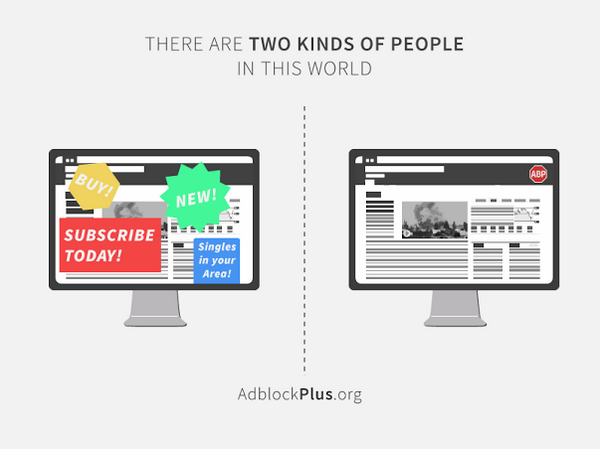 THERE ARE TWO KINDS OF PEOPLE
IN THIS WORLD
BUY!
NEW!
SUBSCRIBE
TODAY!
Singles
in your
Area!
ABP
AdblockPlus.org